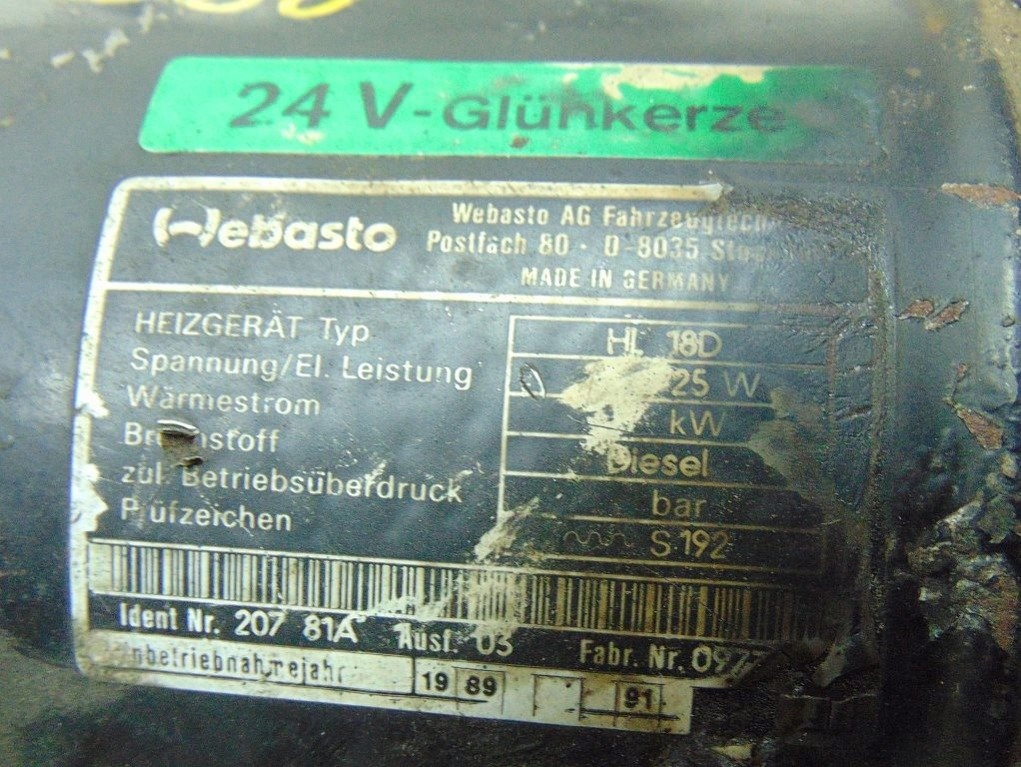 24 V-Glühkerze
Webasto
Webasto AG
Postfach 80 · D-8035
MADE IN GERMANY
HEIZGERÄT Typ HL 18D
Spannung/El. Leistung 25 W
Wärmestrom kW
Diesel
zul. Betriebsüberdruck bar
Prüfzeichen S 192
Ident Nr. 207 81A Ausf. 03 Fabr. Nr.
19 89 91